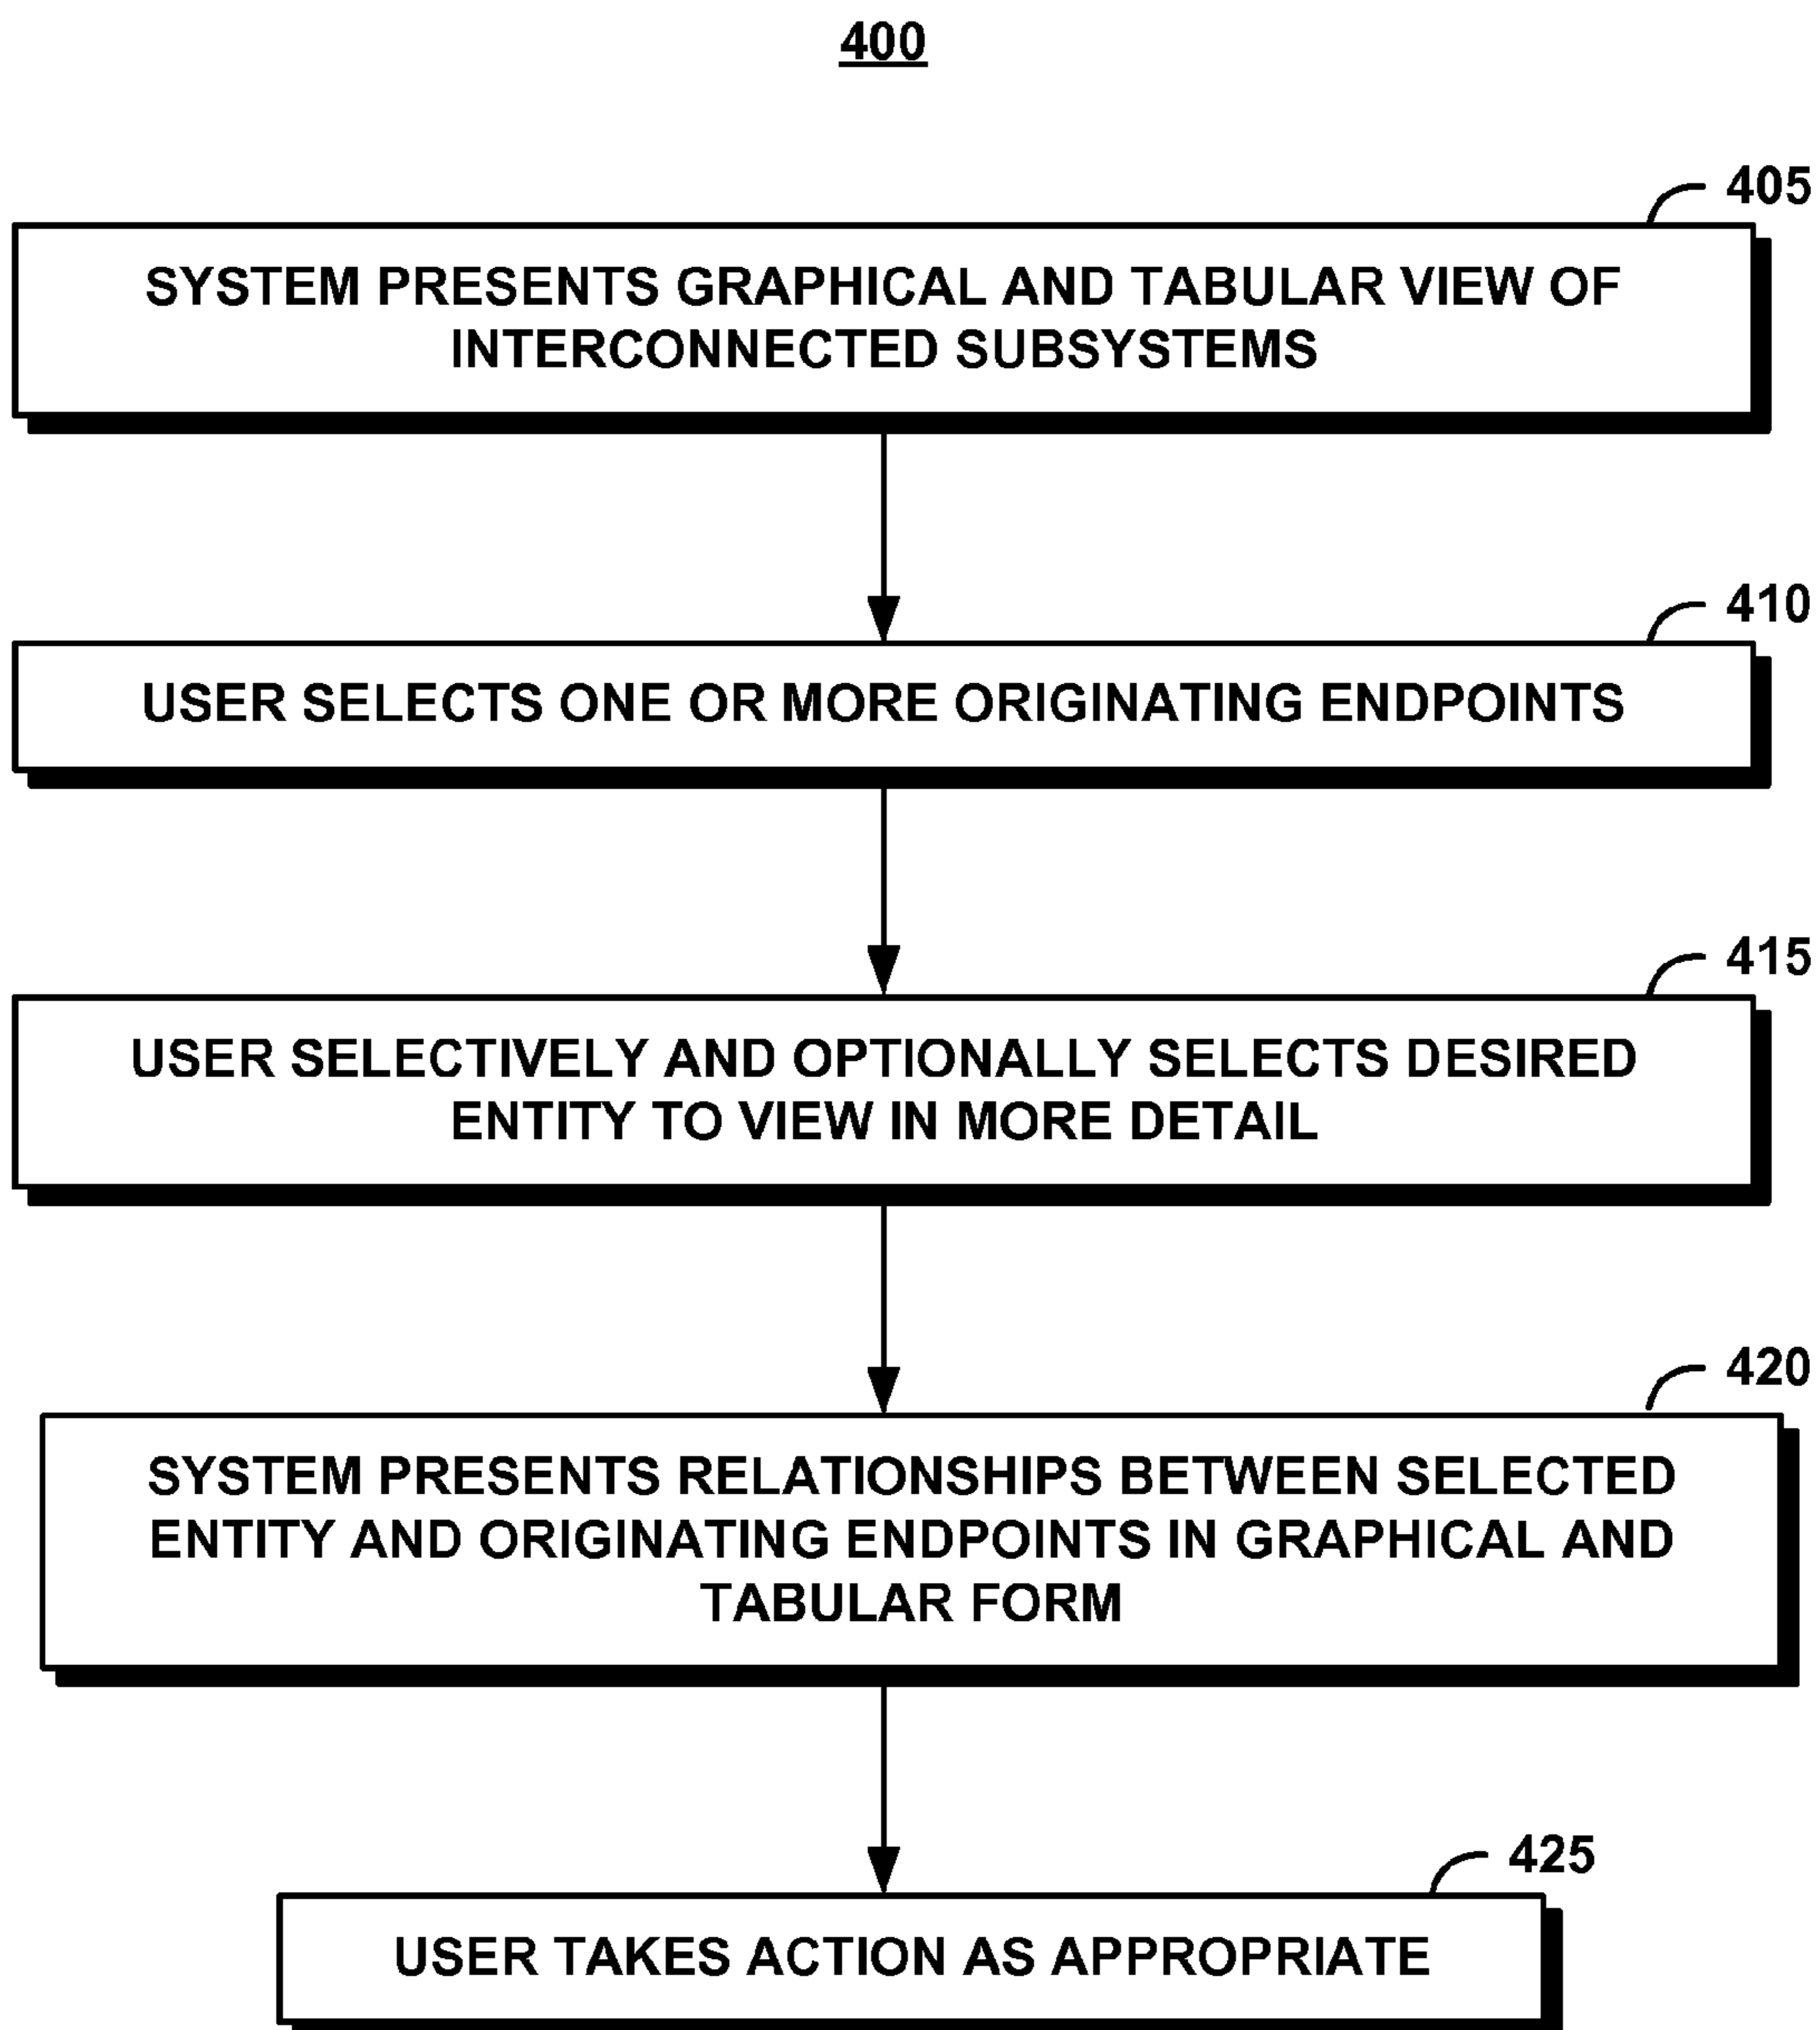 400
405
SYSTEM PRESENTS GRAPHICAL AND TABULAR VIEW OF
INTERCONNECTED SUBSYSTEMS
410
USER SELECTS ONE OR MORE ORIGINATING ENDPOINTS
415
USER SELECTIVELY AND OPTIONALLY SELECTS DESIRED
ENTITY TO VIEW IN MORE DETAIL
420
SYSTEM PRESENTS RELATIONSHIPS BETWEEN SELECTED
ENTITY AND ORIGINATING ENDPOINTS IN GRAPHICAL AND
TABULAR FORM
425
USER TAKES ACTION AS APPROPRIATE